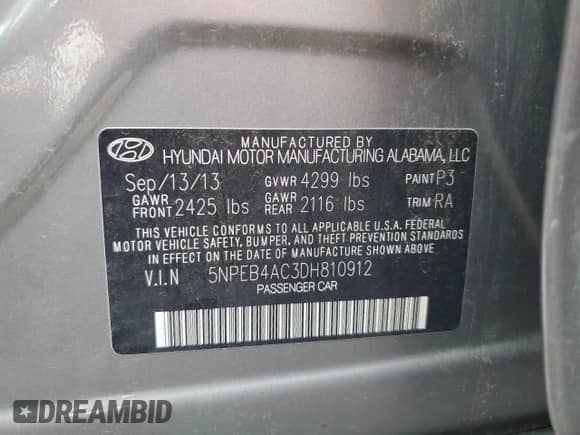 MANUFACTURED BY
HYUNDAI MOTOR MANUFACTURING ALABAMA, LLC
Sep/13/13 GVWR 4299 lbs PAINT P3
GAWR FRONT 2425 lbs GAWR REAR 2116 lbs TRIM RA
THIS VEHICLE CONFORMS TO ALL APPLICABLE U.S.A. FEDERAL
MOTOR VEHICLE SAFETY, BUMPER, AND THEFT PREVENTION STANDARDS
IN EFFECT ON THE DATE OF MANUFACTURE SHOWN ABOVE.
V.I.N 5NPEB4AC3DH810912
PASSENGER CAR
DREAMBID